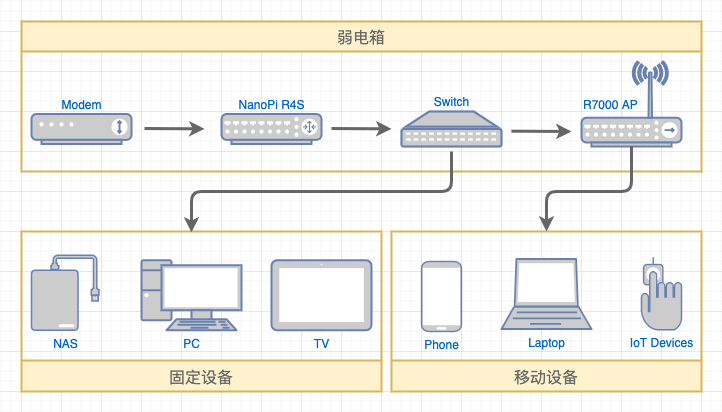 弱电箱
Modem
NanoPi R4S
Switch
R7000 AP
NAS
PC
TV
Phone
Laptop
IoT Devices
固定设备
移动设备